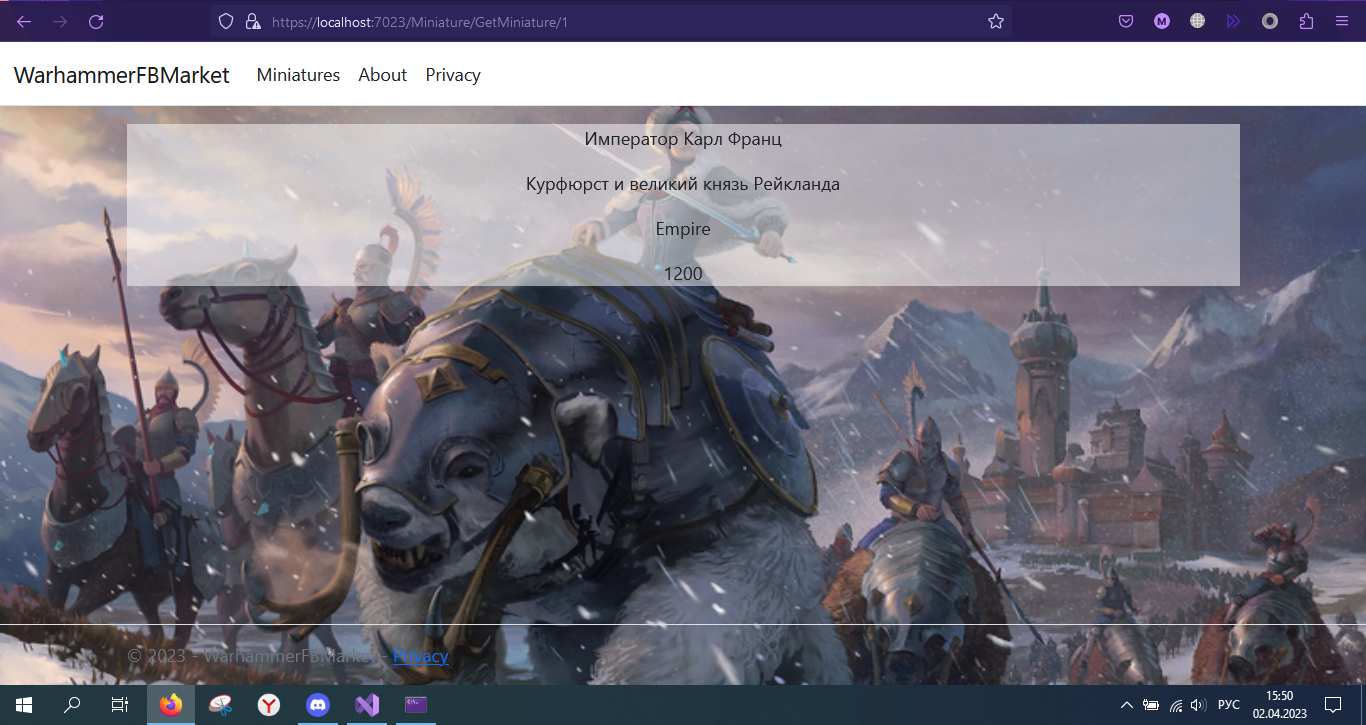 https://localhost:7023/Miniature/GetMiniature/1
WarhammerFBMarket Miniatures About Privacy
Император Карл Франц
Курфюрст и великий князь Рейкланда
Empire
1200
© 2023 - WarhammerFBMarket - Privacy
РУС
15:50
02.04.2023